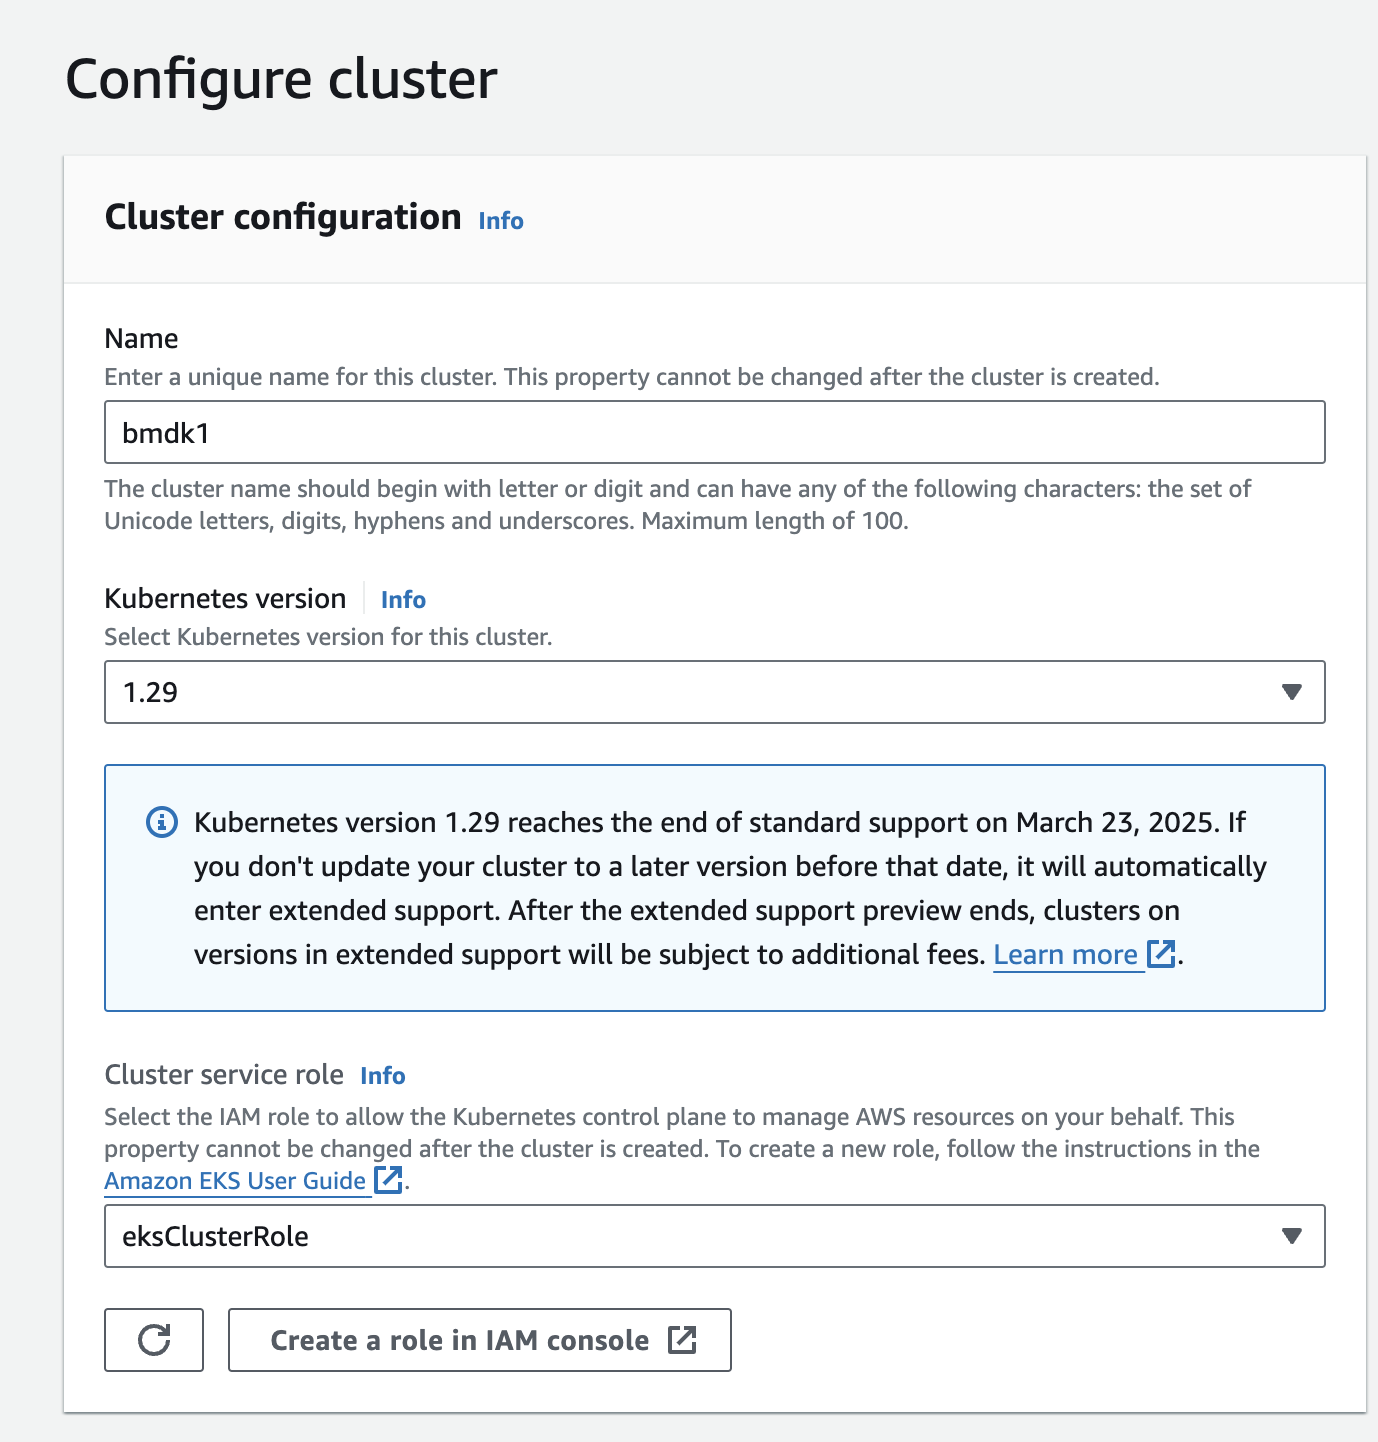 Configure cluster
Cluster configuration Info
Name
Enter a unique name for this cluster. This property cannot be changed after the cluster is created.
bmdk1
The cluster name should begin with letter or digit and can have any of the following characters: the set of
Unicode letters, digits, hyphens and underscores. Maximum length of 100.
Kubernetes version Info
Select Kubernetes version for this cluster.
1.29
Kubernetes version 1.29 reaches the end of standard support on March 23, 2025. If
you don't update your cluster to a later version before that date, it will automatically
enter extended support. After the extended support preview ends, clusters on
versions in extended support will be subject to additional fees. Learn more.
Cluster service role Info
Select the IAM role to allow the Kubernetes control plane to manage AWS resources on your behalf. This
property cannot be changed after the cluster is created. To create a new role, follow the instructions in the
Amazon EKS User Guide.
eksClusterRole
Create a role in IAM console